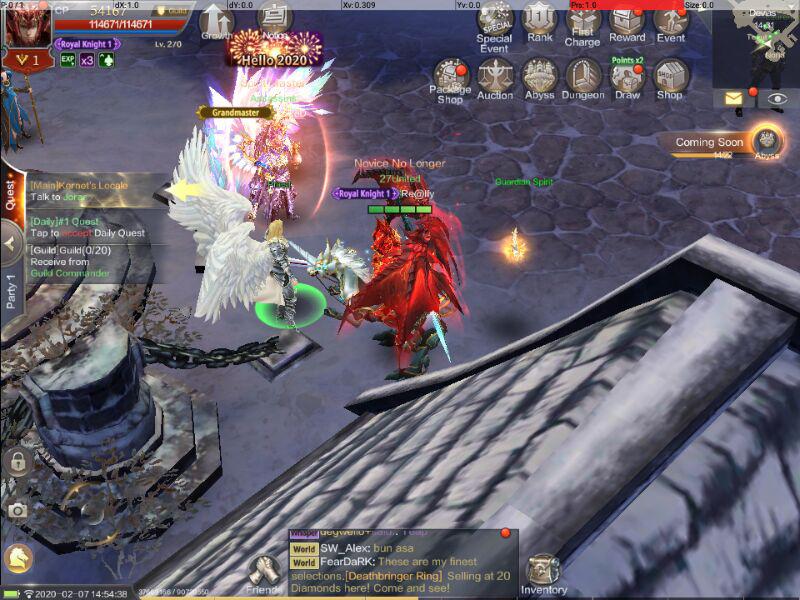 P:0 / 1 dX:1.0 dY:0.0 Xv:0.309 Yv:0.0 Prs:1.0 Size:0.0
CP 54167 Guild
114671/114671
Royal Knight 1 Lv. 2/0
1 EXP x3
Growth Notice
Hello 2020
Special Event Rank First Charge Reward Event
SPECIAL
Points x2
Package Shop Auction Abyss Dungeon Draw Shop
Devas
Coming Soon
Abyss
Grandmaster
Novice No Longer
27United
Royal Knight 1 Re@lly
Guardian Spirit
Quest
[Main]Kornet's Locale
Talk to Joran
[Daily]#1 Quest
Tap to accept Daily Quest
[Guild Guild(0/20)
Receive from
Guild Commander
Party 1
Whisper
World SW_Alex: bun asa
World FearDaRK: These are my finest
selections.[Deathbringer Ring] Selling at 20
Diamonds here! Come and see!
Friends Inventory
2020-02-07 14:54:38